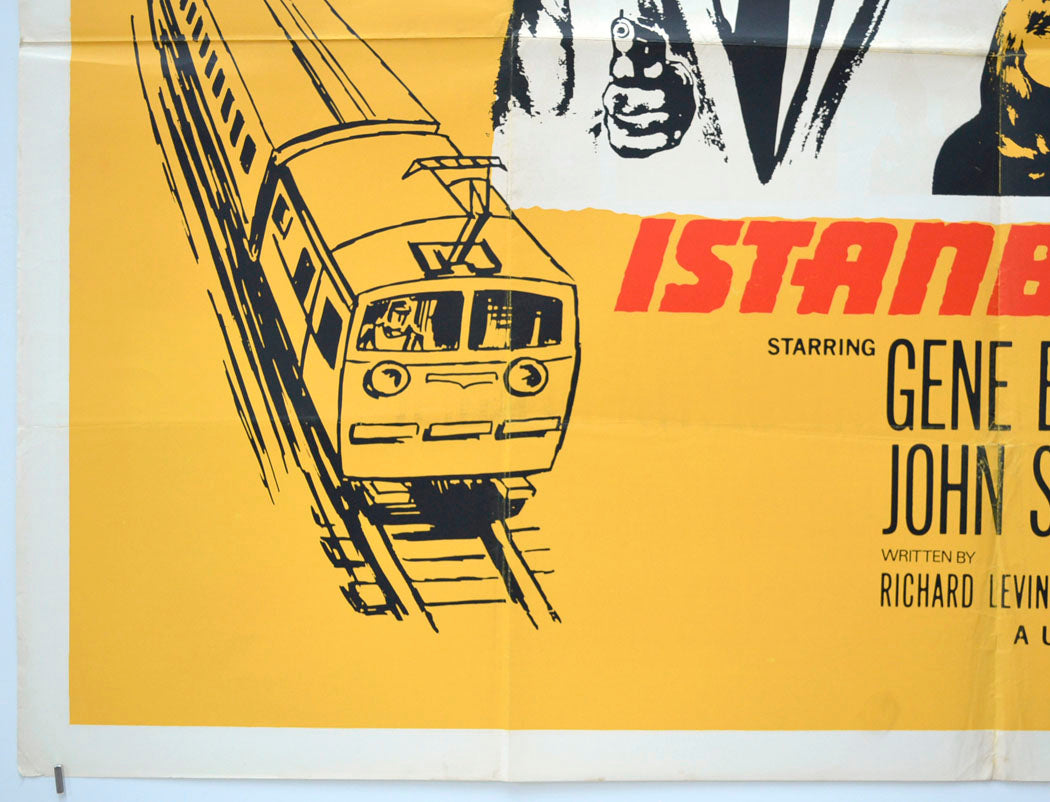 ISTANB
STARRING GENE
JOHN S
WRITTEN BY
RICHARD LEVIN
A U